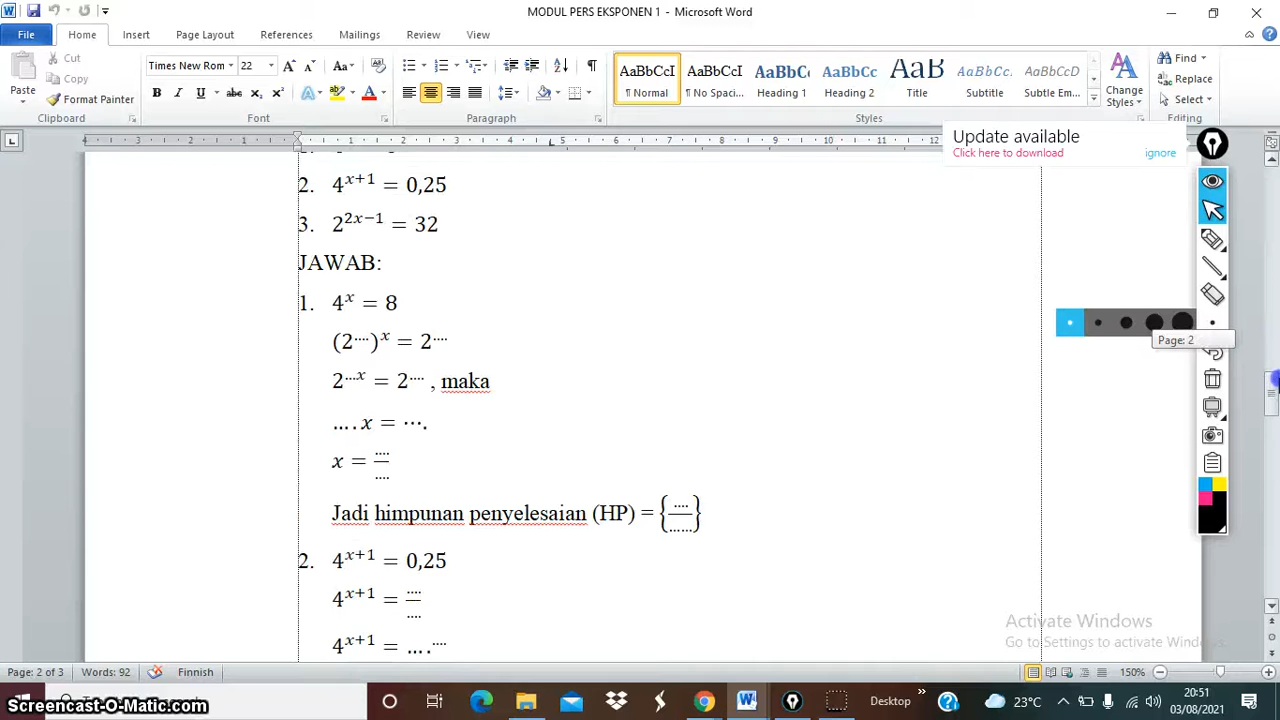 MODUL PERS EKSPONEN 1 - Microsoft Word
File Home Insert Page Layout References Mailings Review View
Cut
Copy
Format Painter
Paste
Clipboard
Times New Rom 22
Font
Paragraph
AaBbCcI AaBbCcI AaBbCc AaBbCc AaB AaBbCcI AaBbCcI
¶ Normal ¶ No Spaci... Heading 1 Heading 2 Title Subtitle Subtle Em...
Change Styles
Styles
Find
Replace
Select
Editing
Update available
Click here to download ignore
2. 4^{x+1} = 0,25
3. 2^{2x−1} = 32
JAWAB:
1. 4^x = 8
(2^{....})^x = 2^{....}
2^{...x} = 2^{....} , maka
.... x = ⋯.
x = ..../....
Jadi himpunan penyelesaian (HP) = {..../......}
2. 4^{x+1} = 0,25
4^{x+1} = ..../....
4^{x+1} = ... .^{....}
Page: 2
Activate Windows
Go to Settings to activate Windows.
Page: 2 of 3 Words: 92 Finnish 150%
Desktop 23°C 20:51
03/08/2021
Screencast-O-Matic.com